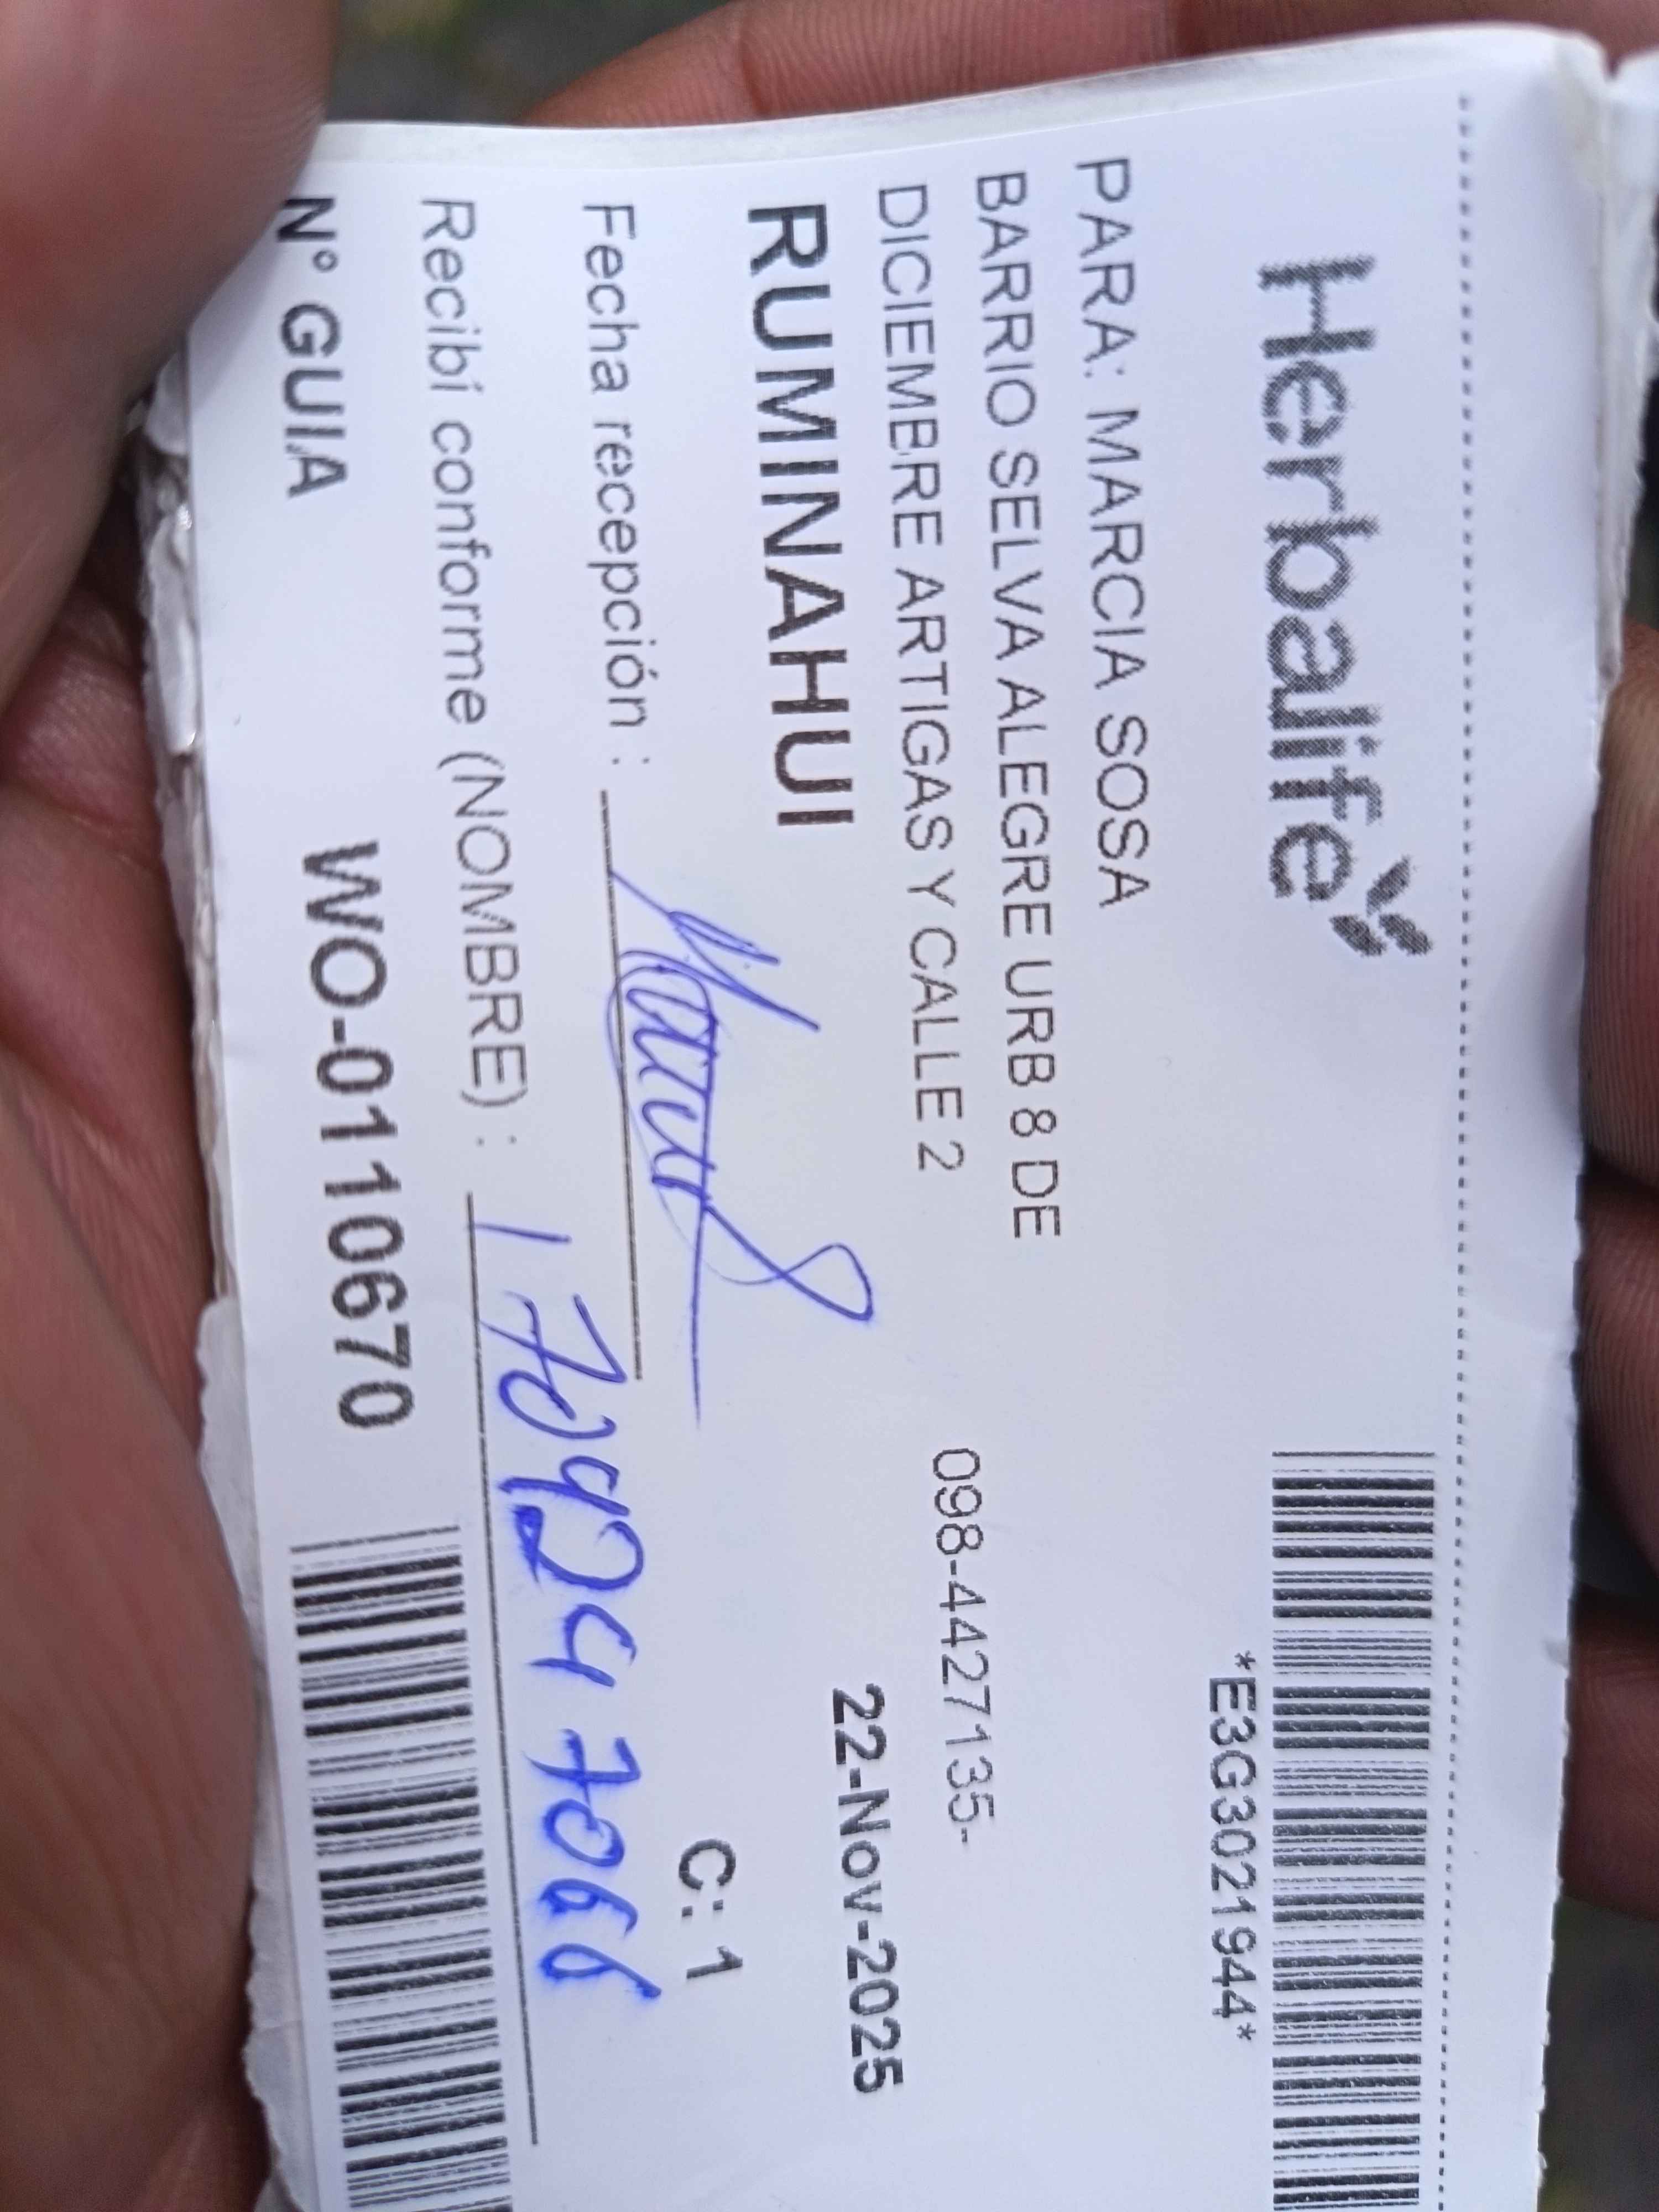 Herbalife
*E3G3021944*
PARA: MARCIA SOSA
BARRIO SELVA ALEGRE URB 8 DE
DICIEMBRE ARTIGAS Y CALLE 2
098-4427135-
RUMINAHUI
22-Nov-2025
Fecha recepción :
C: 1
Recibí conforme (NOMBRE) : 1709247066
N° GUIA WO-0110670